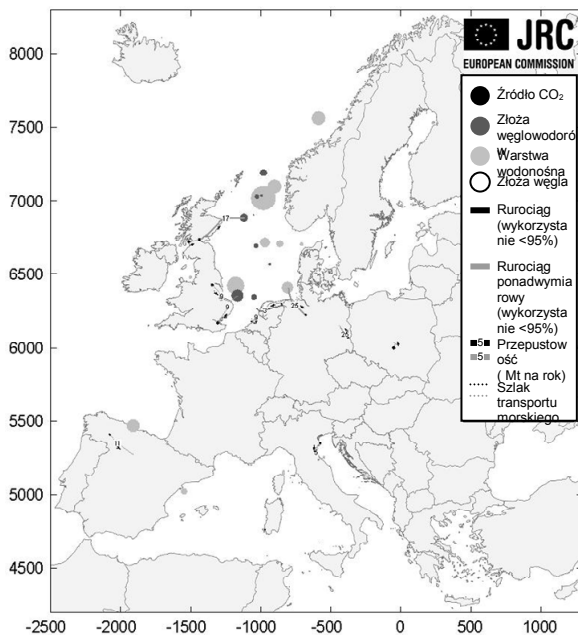 8000
7500
7000
6500
6000
5500
5000
4500
-2500 -2000 -1500 -1000 -500 0 500 1000
JRC
EUROPEAN COMMISSION
Źródło CO₂
Złoża
węglowodoró
w
Warstwa
wodonośna
Złoża węgla
Rurociąg
(wykorzysta
nie <95%)
Rurociąg
ponadwymia
rowy
(wykorzysta
nie <95%)
5 Przepustow
5 ość
( Mt na rok)
Szlak
transportu
morskiego
17
9
9
25
11